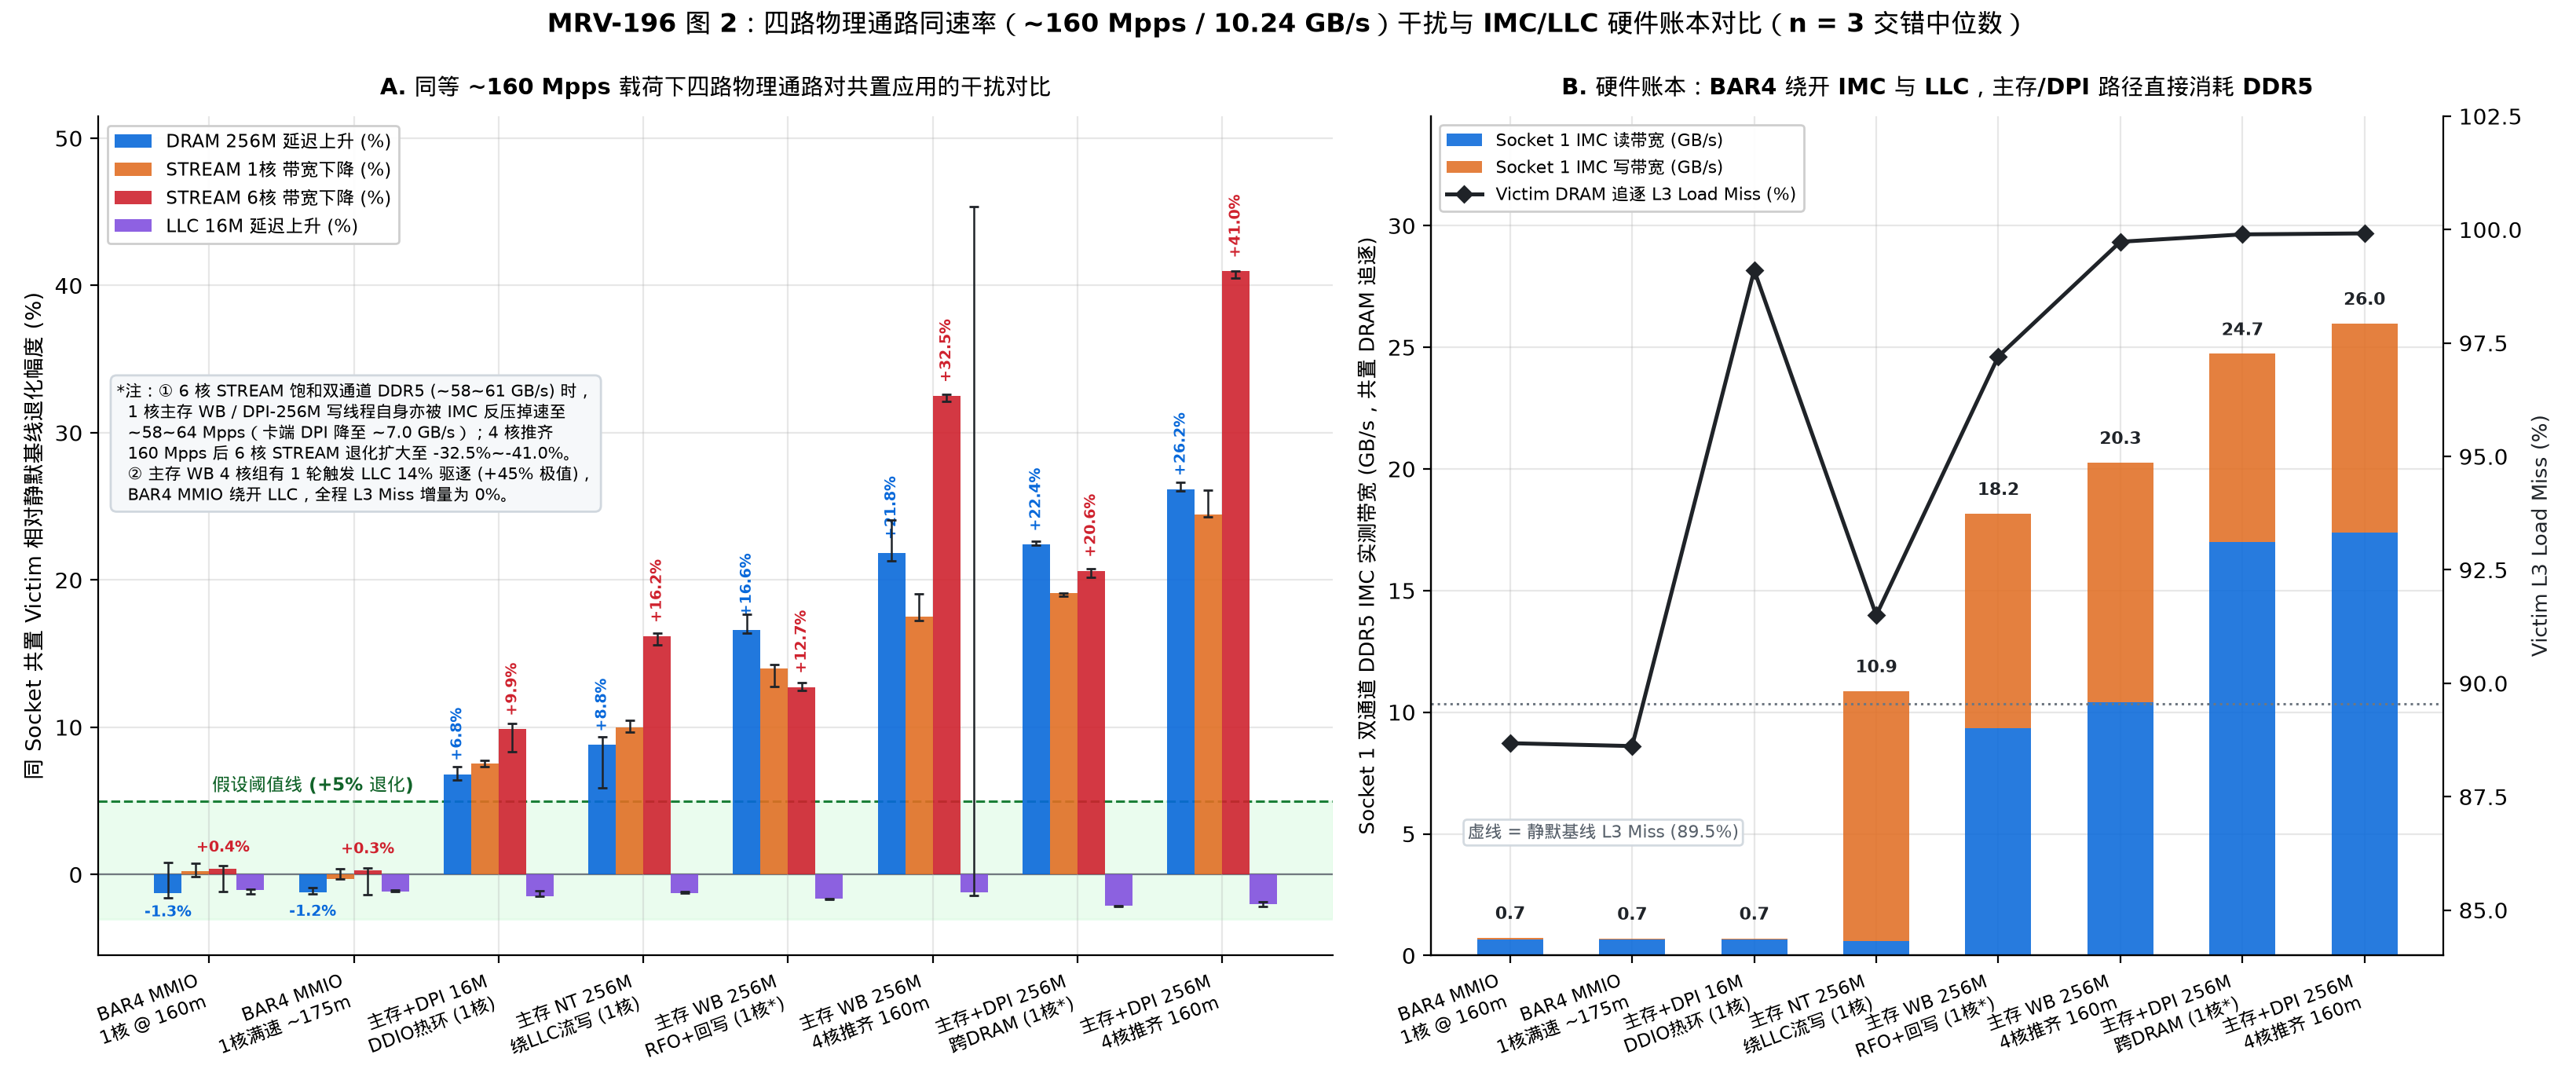 MRV-196 图 2：四路物理通路同速率（~160 Mpps / 10.24 GB/s）干扰与 IMC/LLC 硬件账本对比（n = 3 交错中位数）
A. 同等 ~160 Mpps 载荷下四路物理通路对共置应用的干扰对比
同 Socket 共置 Victim 相对静默基线退化幅度 (%)
50
40
30
20
10
0
DRAM 256M 延迟上升 (%)
STREAM 1核 带宽下降 (%)
STREAM 6核 带宽下降 (%)
LLC 16M 延迟上升 (%)
*注：① 6 核 STREAM 饱和双通道 DDR5 (~58~61 GB/s) 时，
1 核主存 WB / DPI-256M 写线程自身亦被 IMC 反压掉速至
~58~64 Mpps（卡端 DPI 降至 ~7.0 GB/s）；4 核推齐
160 Mpps 后 6 核 STREAM 退化扩大至 -32.5%~-41.0%。
② 主存 WB 4 核组有 1 轮触发 LLC 14% 驱逐 (+45% 极值)，
BAR4 MMIO 绕开 LLC，全程 L3 Miss 增量为 0%。
假设阈值线 (+5% 退化)
-1.3%
+0.4%
-1.2%
+0.3%
+6.8%
+9.9%
+8.8%
+16.2%
+16.6%
+12.7%
+21.8%
+32.5%
+22.4%
+20.6%
+26.2%
+41.0%
BAR4 MMIO
1核 @ 160m
BAR4 MMIO
1核满速 ~175m
主存+DPI 16M
DDIO热环 (1核)
主存 NT 256M
绕LLC流写 (1核)
主存 WB 256M
RFO+回写 (1核*)
主存 WB 256M
4核推齐 160m
主存+DPI 256M
跨DRAM (1核*)
主存+DPI 256M
4核推齐 160m
B. 硬件账本：BAR4 绕开 IMC 与 LLC，主存/DPI 路径直接消耗 DDR5
Socket 1 双通道 DDR5 IMC 实测带宽 (GB/s，共置 DRAM 追逐)
30
25
20
15
10
5
0
Socket 1 IMC 读带宽 (GB/s)
Socket 1 IMC 写带宽 (GB/s)
Victim DRAM 追逐 L3 Load Miss (%)
虚线 = 静默基线 L3 Miss (89.5%)
0.7
0.7
0.7
10.9
18.2
20.3
24.7
26.0
102.5
100.0
97.5
95.0
92.5
90.0
87.5
85.0
Victim L3 Load Miss (%)
BAR4 MMIO
1核 @ 160m
BAR4 MMIO
1核满速 ~175m
主存+DPI 16M
DDIO热环 (1核)
主存 NT 256M
绕LLC流写 (1核)
主存 WB 256M
RFO+回写 (1核*)
主存 WB 256M
4核推齐 160m
主存+DPI 256M
跨DRAM (1核*)
主存+DPI 256M
4核推齐 160m